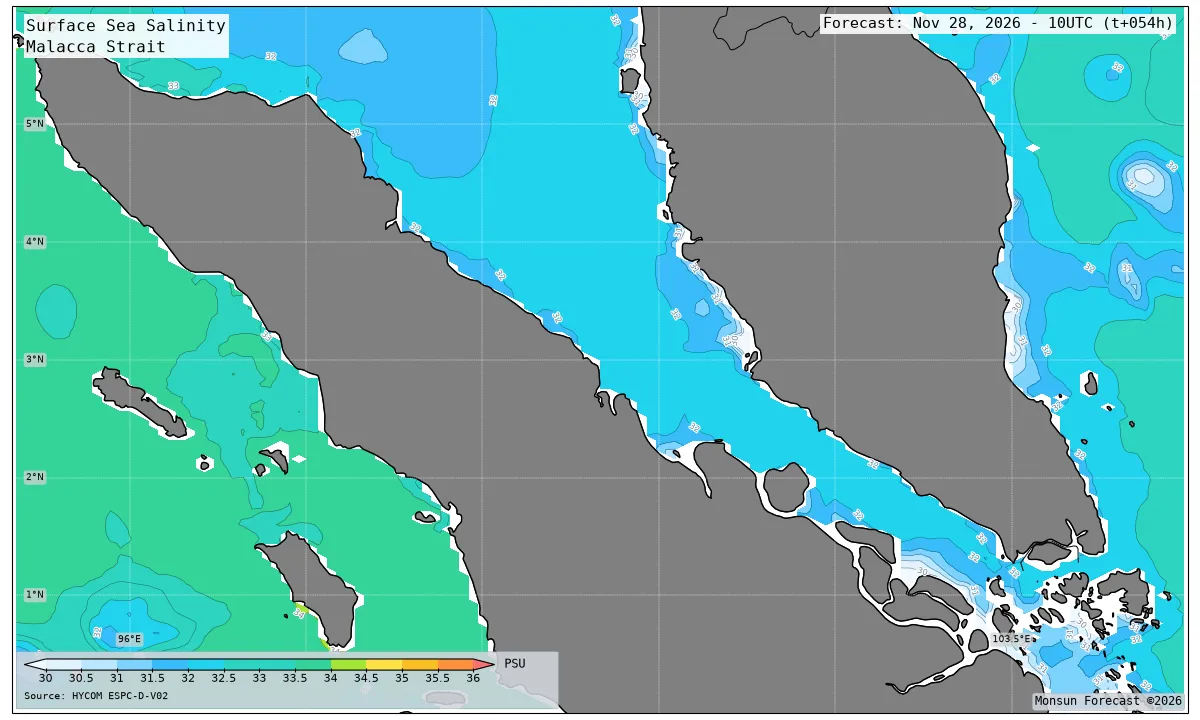 Surface Sea Salinity
Malacca Strait
Forecast: Nov 28, 2026 - 10UTC (t+054h)
5°N
4°N
3°N
2°N
1°N
96°E
103.5°E
PSU
30 30.5 31 31.5 32 32.5 33 33.5 34 34.5 35 35.5 36
Source: HYCOM ESPC-D-V02
Monsun Forecast ©2026